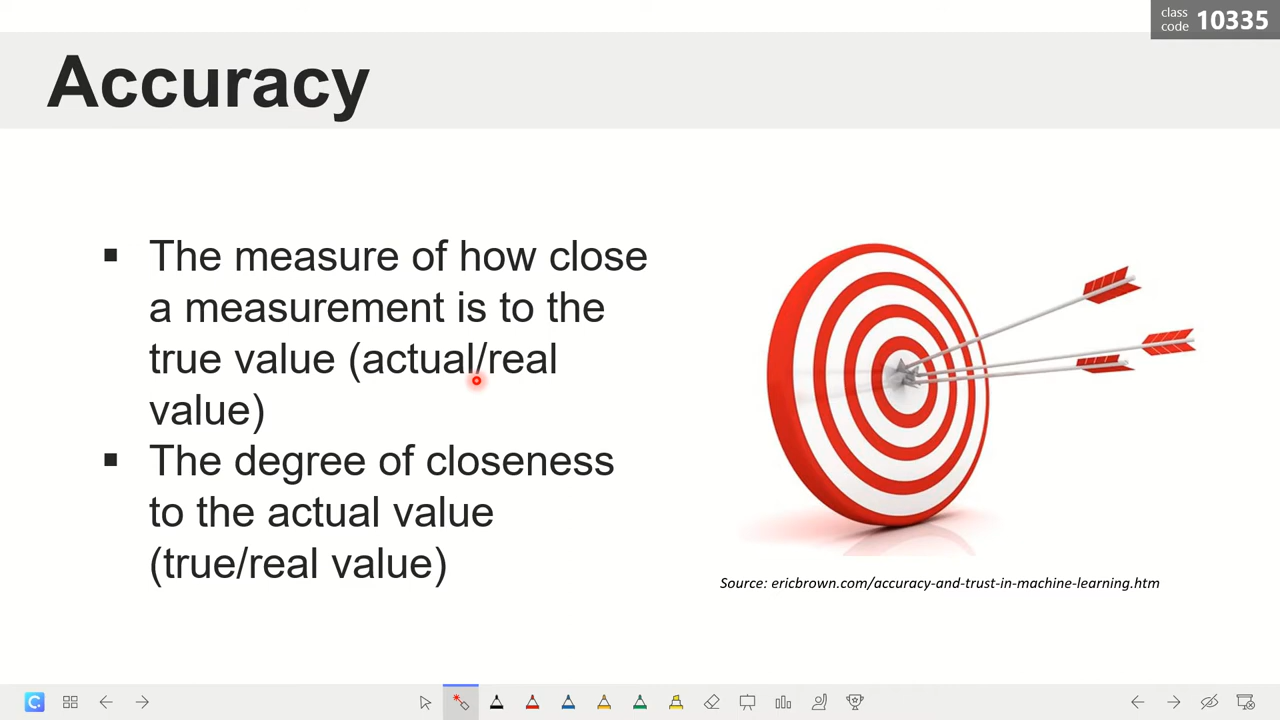 class
code 10335
Accuracy
▪ The measure of how close
a measurement is to the
true value (actual/real
value)
▪ The degree of closeness
to the actual value
(true/real value)
Source: ericbrown.com/accuracy-and-trust-in-machine-learning.htm